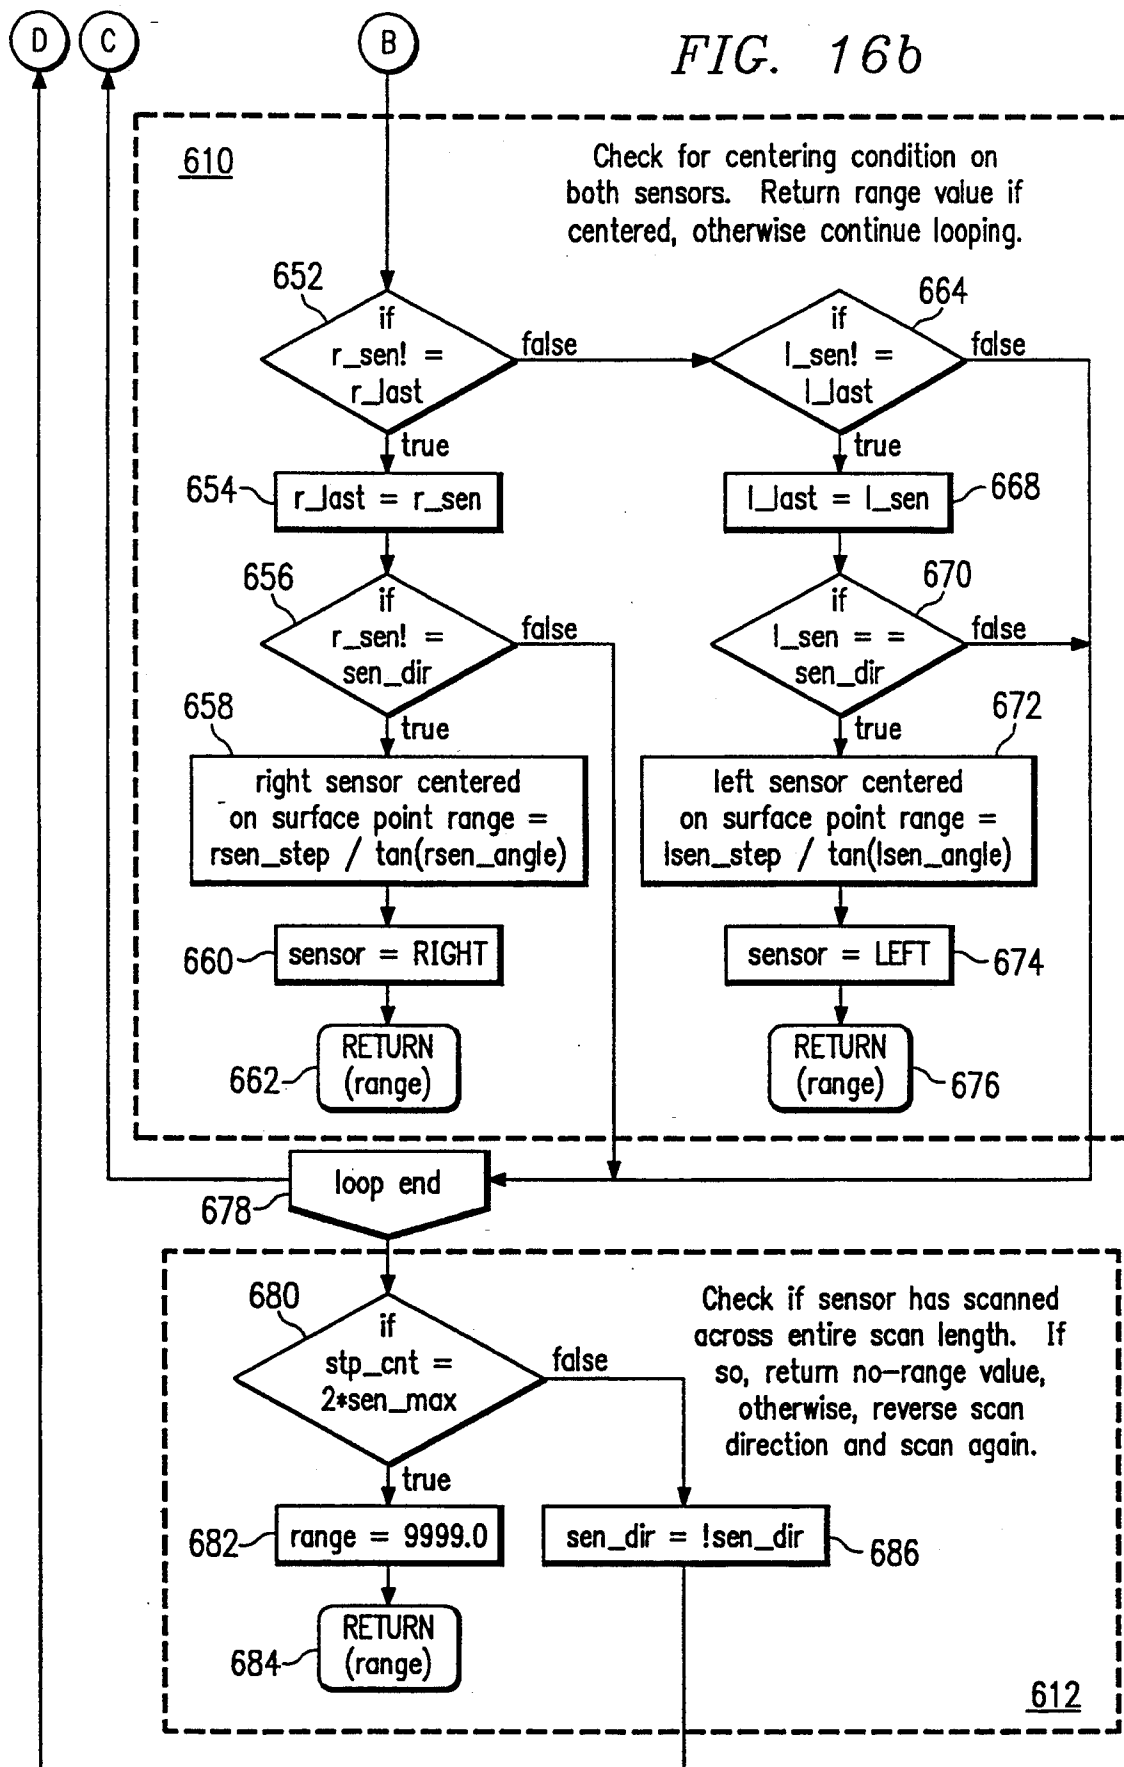 D
C
B
FIG. 16b
610
Check for centering condition on
both sensors. Return range value if
centered, otherwise continue looping.
652
if
r_sen! =
r_last
false
true
664
if
l_sen! =
l_last
false
true
654
r_last = r_sen
l_last = l_sen
668
656
if
r_sen! =
sen_dir
false
true
670
if
l_sen = =
sen_dir
false
true
658
right sensor centered
on surface point range =
rsen_step / tan(rsen_angle)
672
left sensor centered
on surface point range =
lsen_step / tan(lsen_angle)
660
sensor = RIGHT
sensor = LEFT
674
662
RETURN
(range)
RETURN
(range)
676
loop end
678
680
if
stp_cnt =
2*sen_max
false
true
Check if sensor has scanned
across entire scan length. If
so, return no-range value,
otherwise, reverse scan
direction and scan again.
682
range = 9999.0
sen_dir = !sen_dir
686
684
RETURN
(range)
612